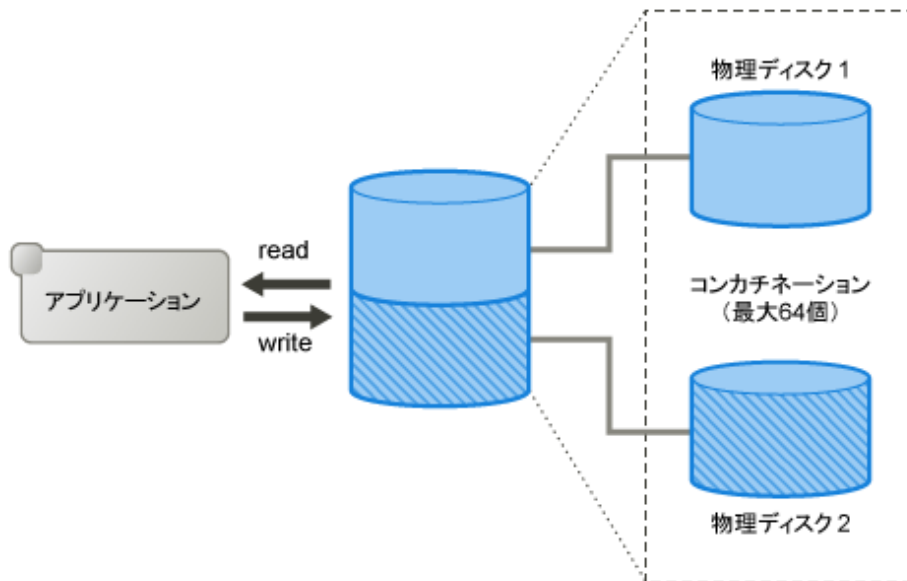 物理ディスク1
read
アプリケーション
write
コンカチネーション
（最大64個）
物理ディスク2